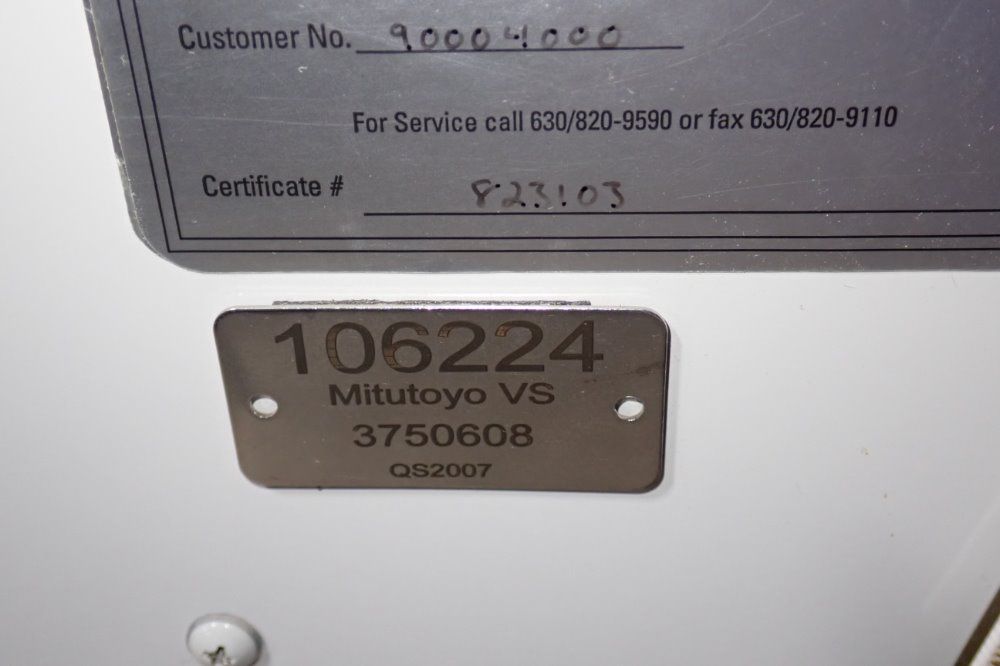 Customer No. 90004000
For Service call 630/820-9590 or fax 630/820-9110
Certificate # 823103
106224
Mitutoyo VS
3750608
QS2007